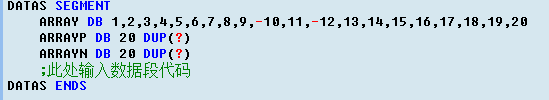 DATAS SEGMENT
ARRAY DB 1,2,3,4,5,6,7,8,9,-10,11,-12,13,14,15,16,17,18,19,20
ARRAYP DB 20 DUP(?)
ARRAYN DB 20 DUP(?)
;此处输入数据段代码
DATAS ENDS